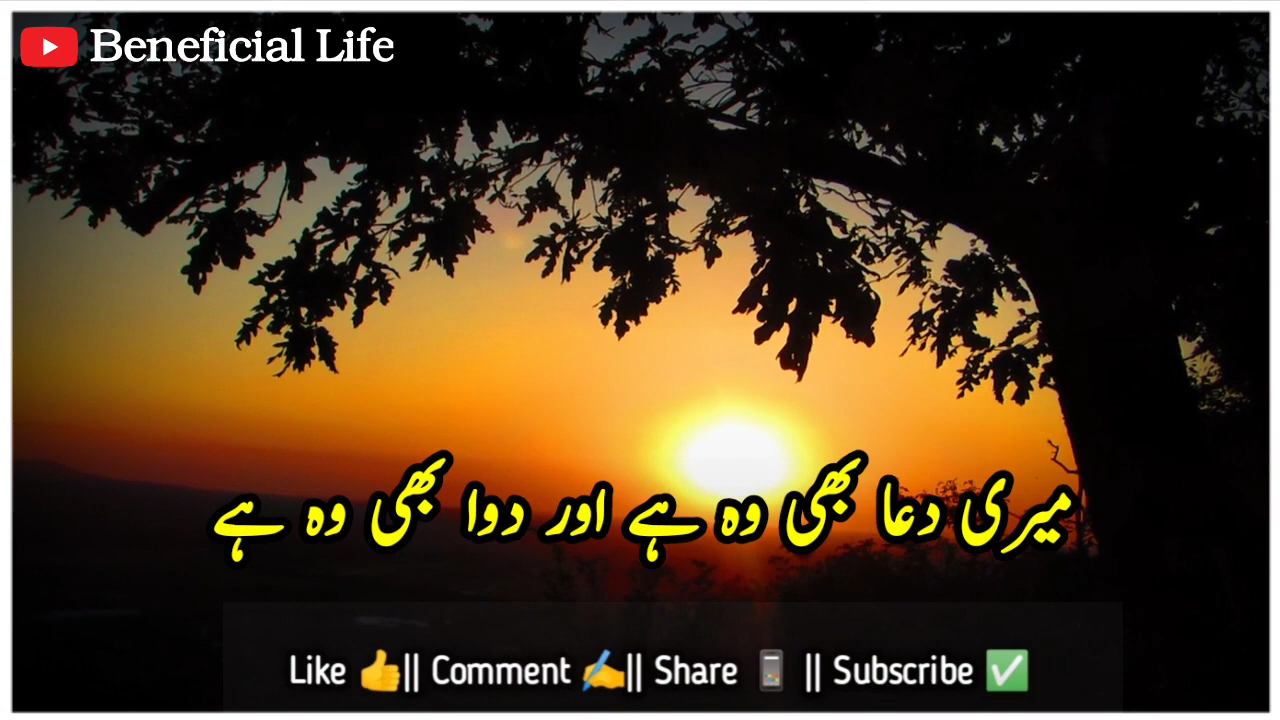 Beneficial Life
میری دعا بھی وہ ہے اور دوا بھی وہ ہے
Like 👍|| Comment ✍|| Share 📱 || Subscribe ✅